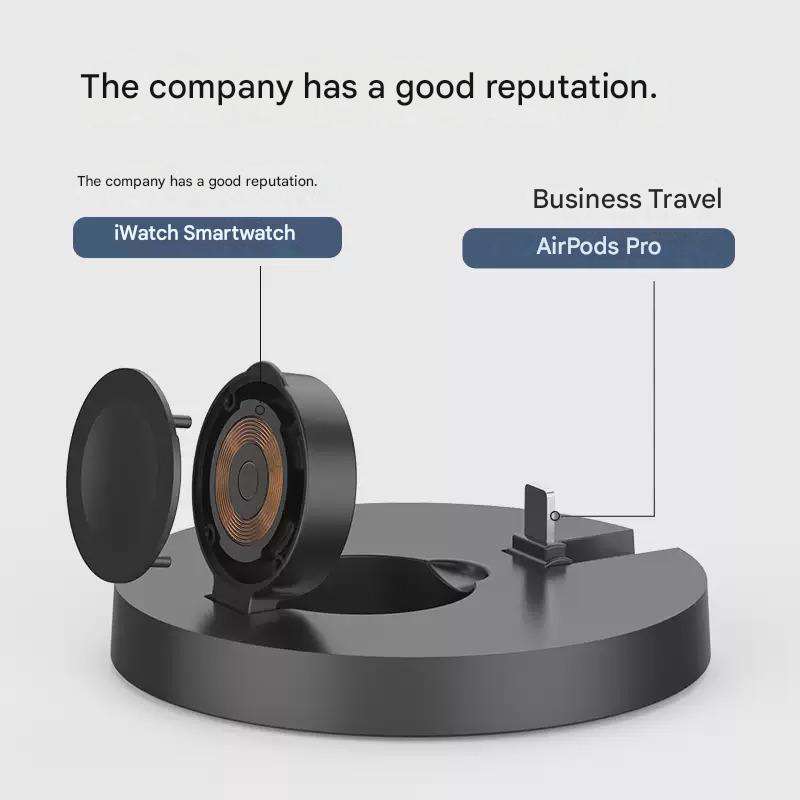 The company has a good reputation.
The company has a good reputation.
iWatch Smartwatch
Business Travel
AirPods Pro